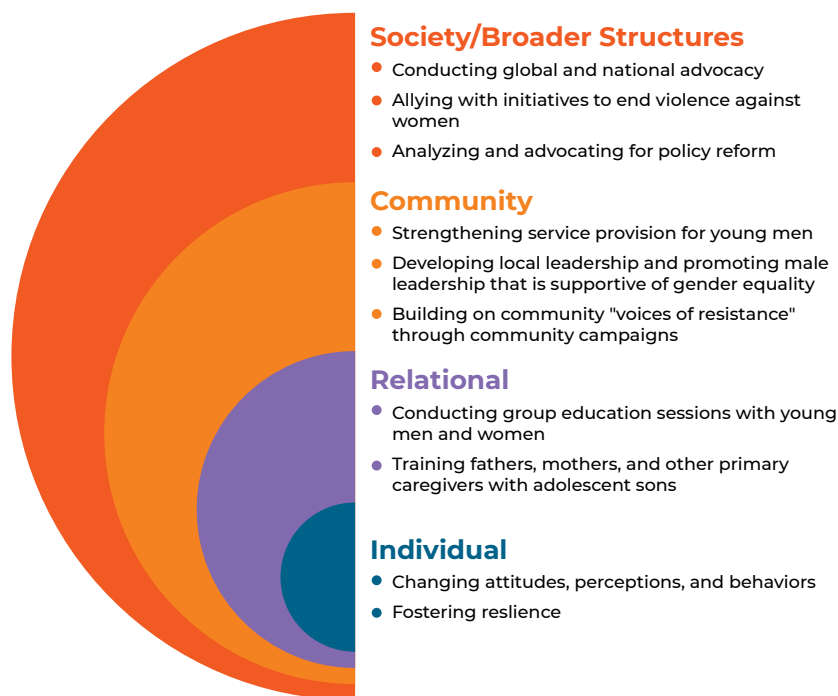 Society/Broader Structures
Conducting global and national advocacy
Allying with initiatives to end violence against
women
Analyzing and advocating for policy reform
Community
Strengthening service provision for young men
Developing local leadership and promoting male
leadership that is supportive of gender equality
Building on community "voices of resistance"
through community campaigns
Relational
Conducting group education sessions with young
men and women
Training fathers, mothers, and other primary
caregivers with adolescent sons
Individual
Changing attitudes, perceptions, and behaviors
Fostering reslience